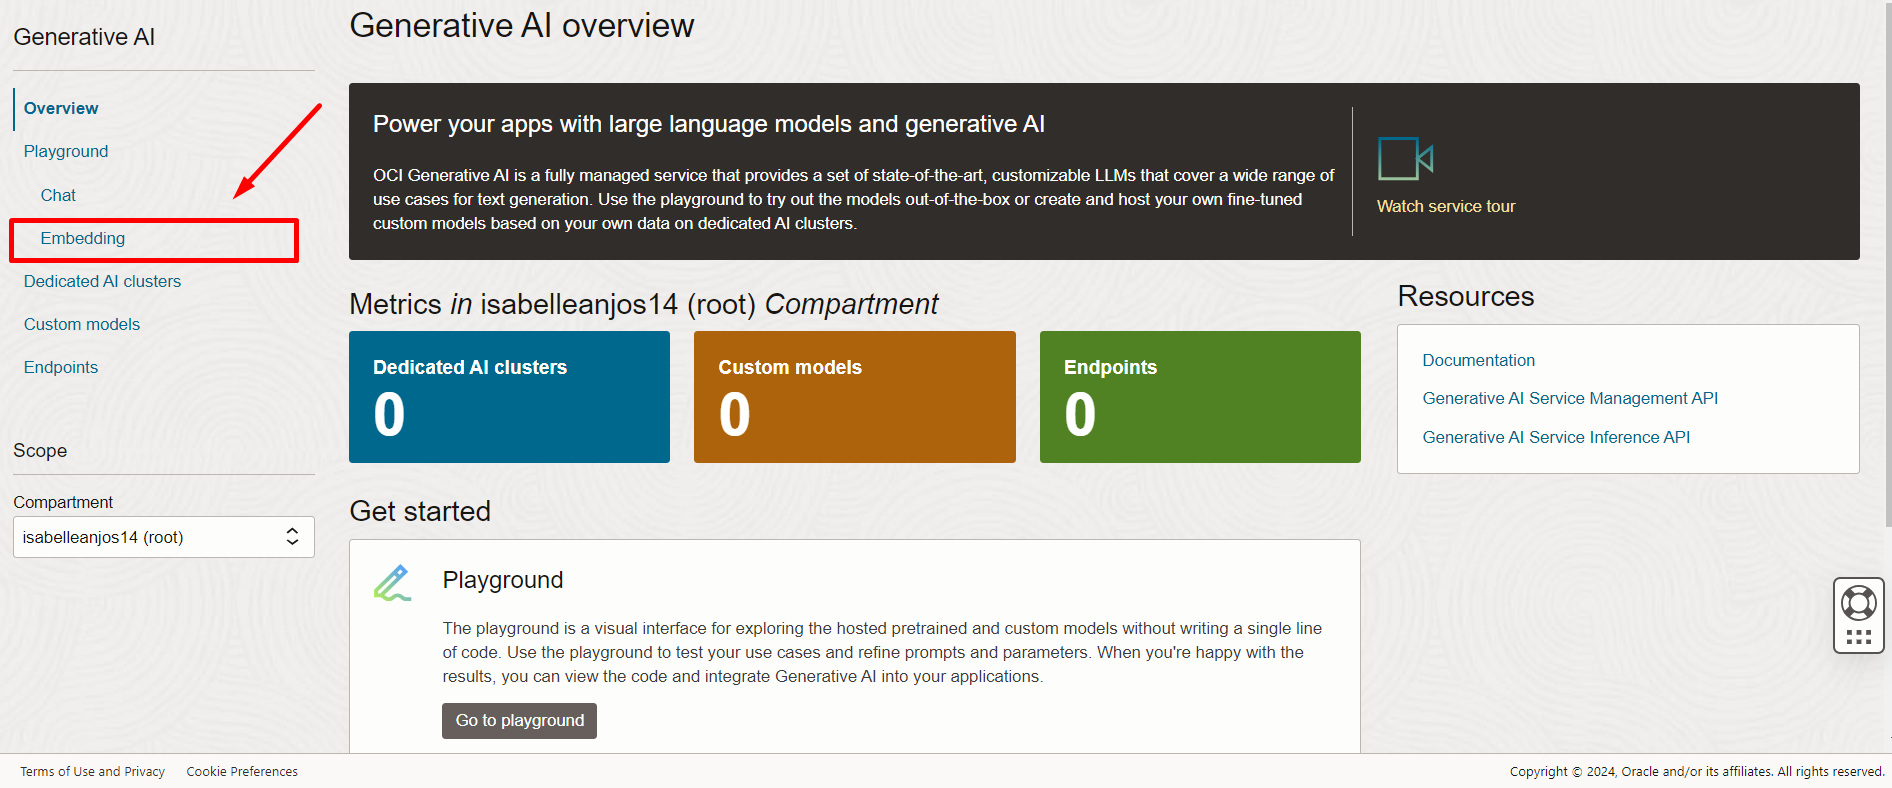 Generative AI
Overview
Playground
Chat
Embedding
Dedicated AI clusters
Custom models
Endpoints
Scope
Compartment
isabelleanjos14 (root)
Generative AI overview
Power your apps with large language models and generative AI
OCI Generative AI is a fully managed service that provides a set of state-of-the-art, customizable LLMs that cover a wide range of
use cases for text generation. Use the playground to try out the models out-of-the-box or create and host your own fine-tuned
custom models based on your own data on dedicated AI clusters.
Watch service tour
Metrics in isabelleanjos14 (root) Compartment
Dedicated AI clusters
0
Custom models
0
Endpoints
0
Resources
Documentation
Generative AI Service Management API
Generative AI Service Inference API
Get started
Playground
The playground is a visual interface for exploring the hosted pretrained and custom models without writing a single line
of code. Use the playground to test your use cases and refine prompts and parameters. When you're happy with the
results, you can view the code and integrate Generative AI into your applications.
Go to playground
Terms of Use and Privacy
Cookie Preferences
Copyright © 2024, Oracle and/or its affiliates. All rights reserved.